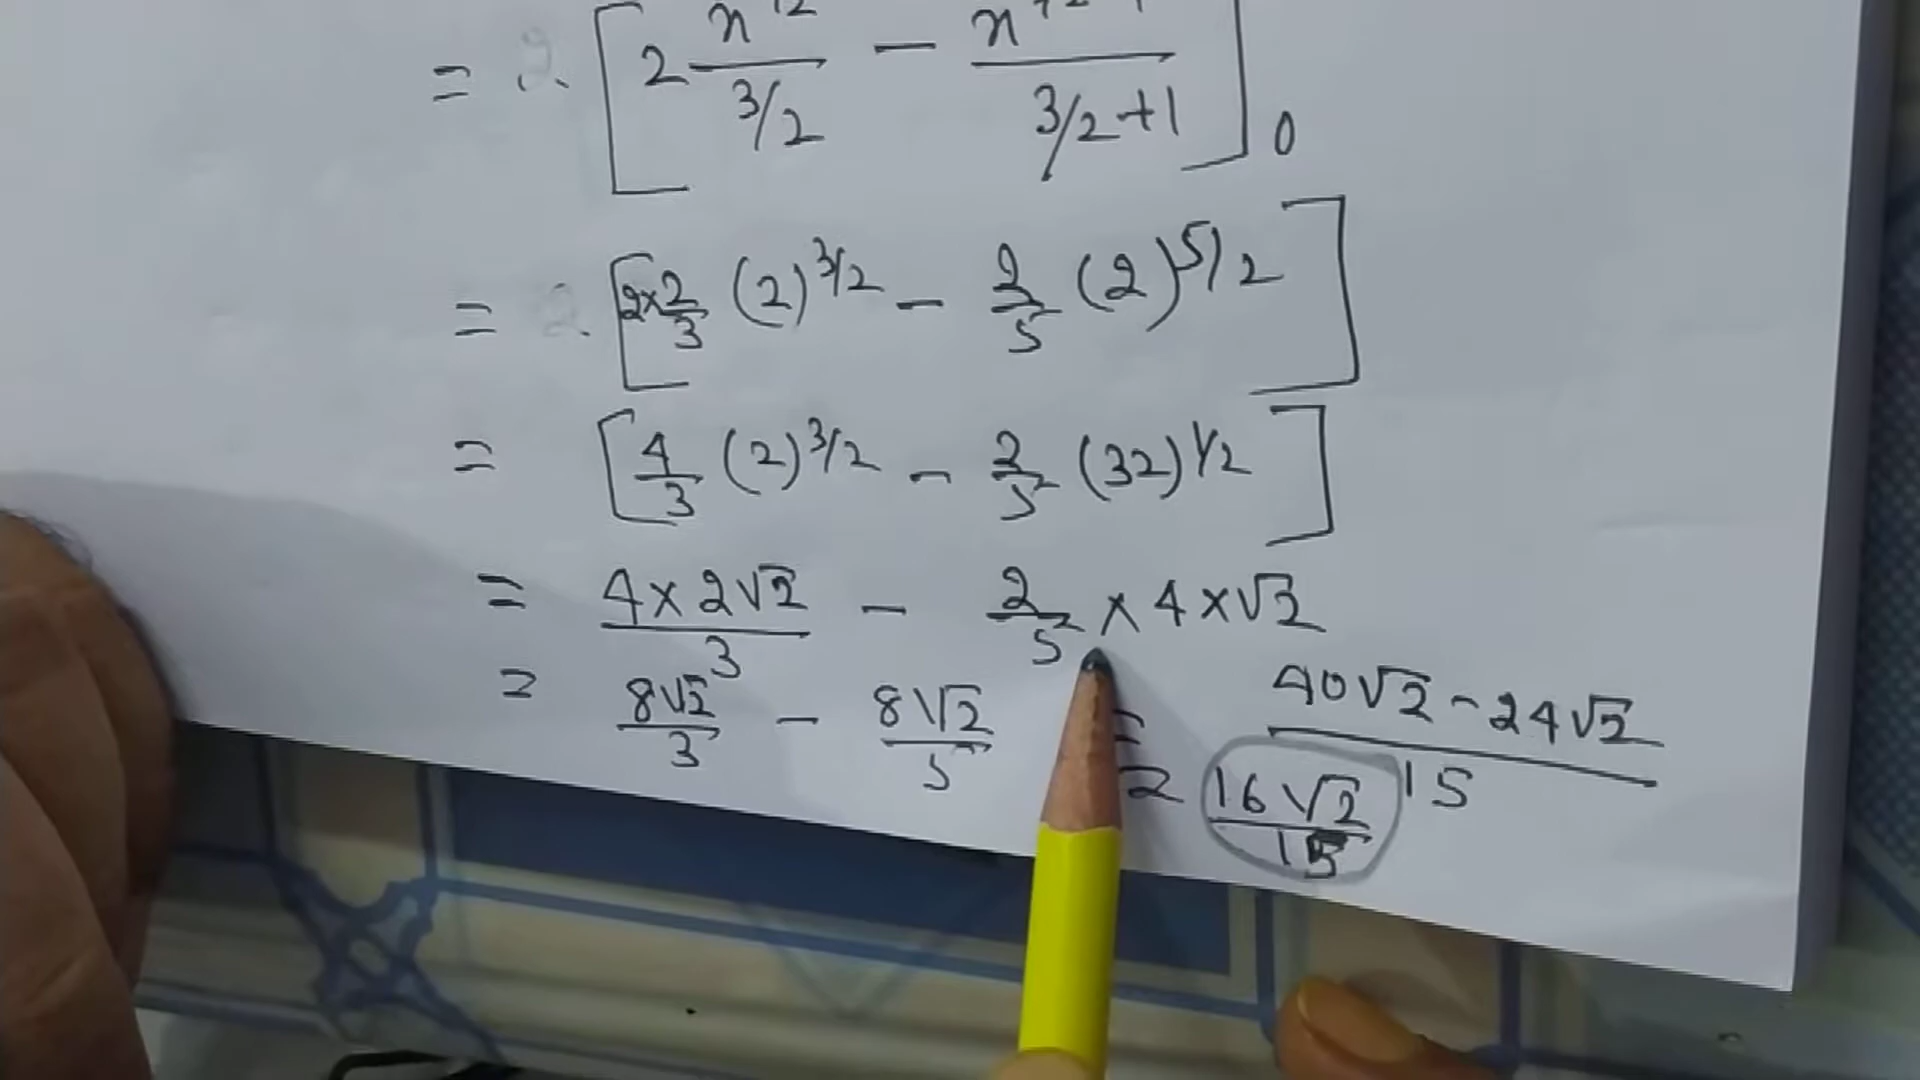 = [2 x^{3/2}/(3/2) − x^{3/2+1}/(3/2+1)]_0
= [2×2/3 (2)^{3/2} − 2/5 (2)^{5/2}]
= [4/3 (2)^{3/2} − 2/5 (32)^{1/2}]
= 4×2√2/3 − 2/5 × 4×√2
= 8√2/3 − 8√2/5 = 40√2 − 24√2/15
= 16√2/15